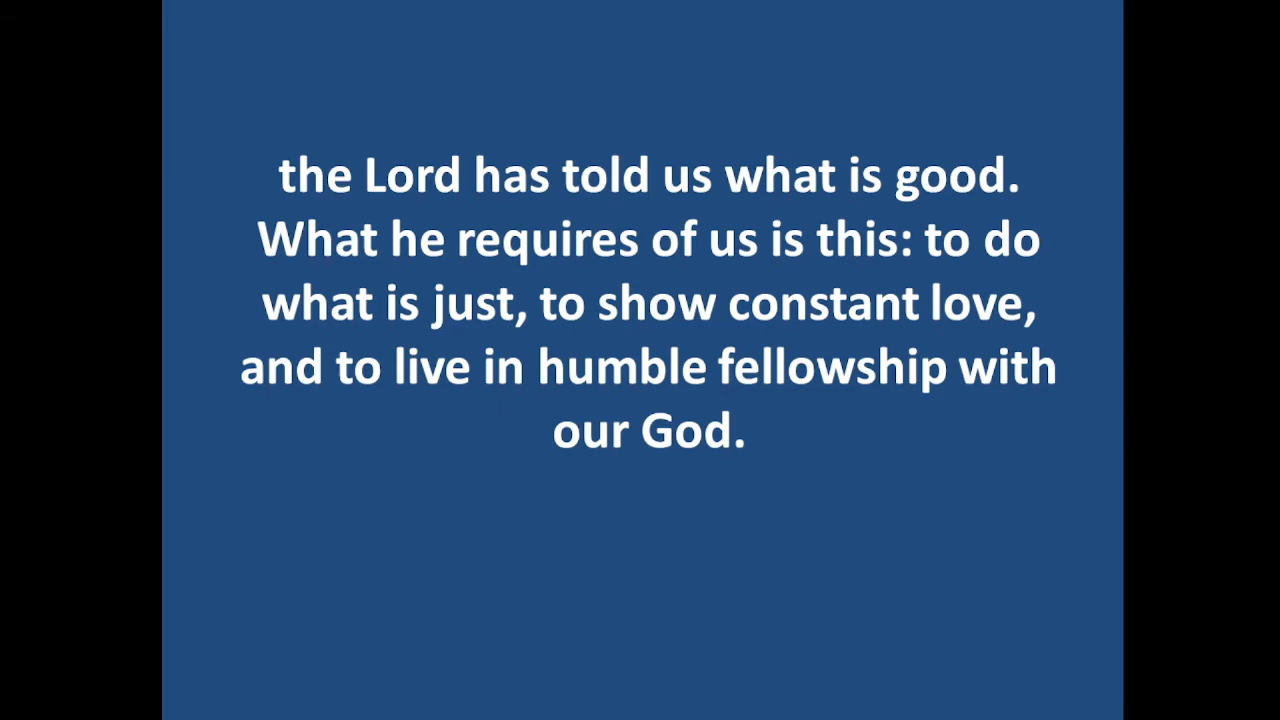 the Lord has told us what is good.
What he requires of us is this: to do
what is just, to show constant love,
and to live in humble fellowship with
our God.